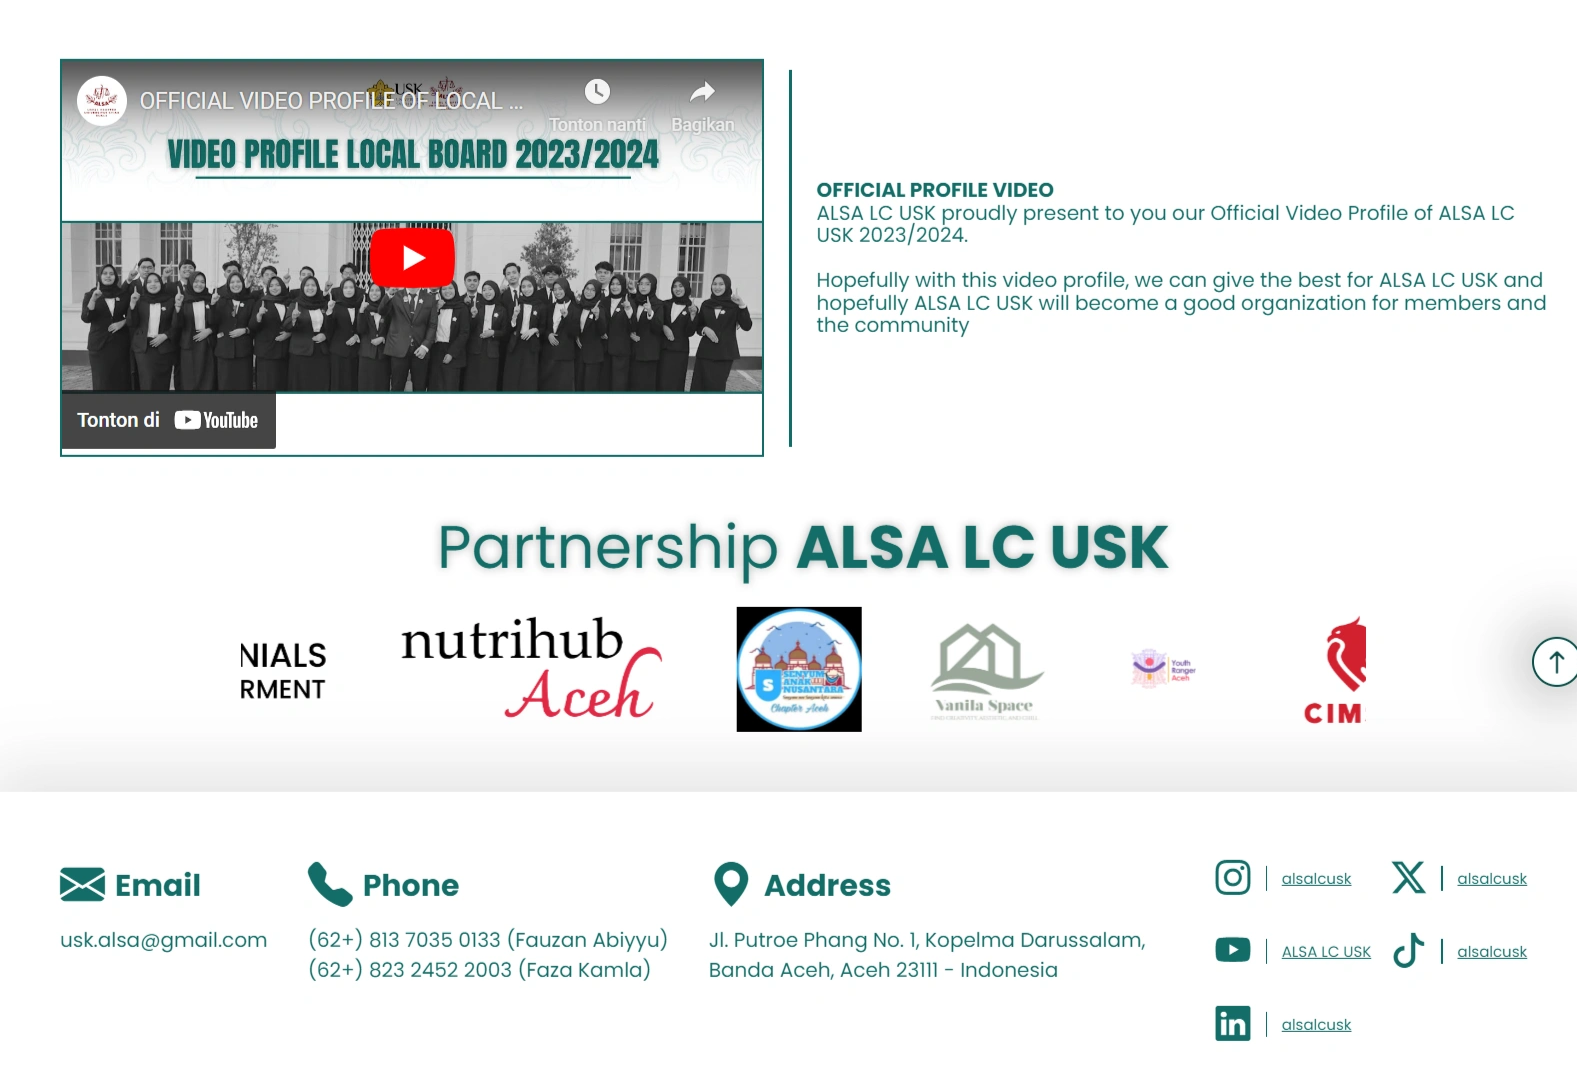 OFFICIAL VIDEO PROFILE OF LOCAL ...
USK
Tonton nanti
Bagikan
VIDEO PROFILE LOCAL BOARD 2023/2024
Tonton di YouTube
OFFICIAL PROFILE VIDEO
ALSA LC USK proudly present to you our Official Video Profile of ALSA LC
USK 2023/2024.
Hopefully with this video profile, we can give the best for ALSA LC USK and
hopefully ALSA LC USK will become a good organization for members and
the community
Partnership ALSA LC USK
NIALS
RMENT
nutrihub
Aceh
S
SENYUM
ANAK
NUSANTARA
Chapter Aceh
Vanila Space
Youth
Ranger
Aceh
CIM
Email
usk.alsa@gmail.com
Phone
(62+) 813 7035 0133 (Fauzan Abiyyu)
(62+) 823 2452 2003 (Faza Kamla)
Address
Jl. Putroe Phang No. 1, Kopelma Darussalam,
Banda Aceh, Aceh 23111 - Indonesia
alsalcusk
alsalcusk
ALSA LC USK
alsalcusk
alsalcusk